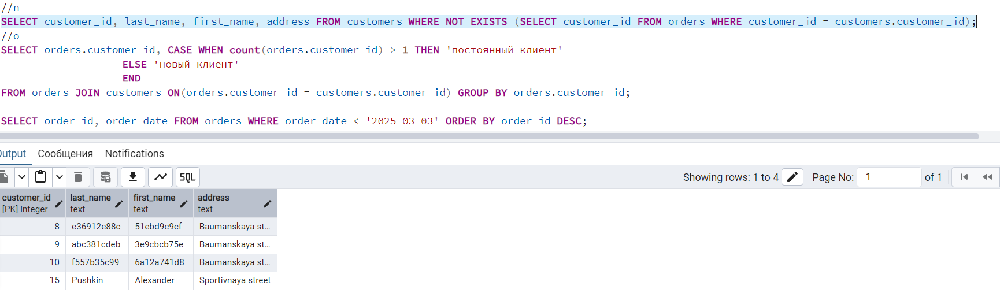 //n
SELECT customer_id, last_name, first_name, address FROM customers WHERE NOT EXISTS (SELECT customer_id FROM orders WHERE customer_id = customers.customer_id);
//o
SELECT orders.customer_id, CASE WHEN count(orders.customer_id) > 1 THEN 'постоянный клиент'
ELSE 'новый клиент'
END
FROM orders JOIN customers ON(orders.customer_id = customers.customer_id) GROUP BY orders.customer_id;
SELECT order_id, order_date FROM orders WHERE order_date < '2025-03-03' ORDER BY order_id DESC;
Output Сообщения Notifications
SQL Showing rows: 1 to 4 Page No: 1 of 1
customer_id last_name first_name address
[PK] integer text text text
8 e36912e88c 51ebd9c9cf Baumanskaya st…
9 abc381cdeb 3e9cbcb75e Baumanskaya st…
10 f557b35c99 6a12a741d8 Baumanskaya st…
15 Pushkin Alexander Sportivnaya street